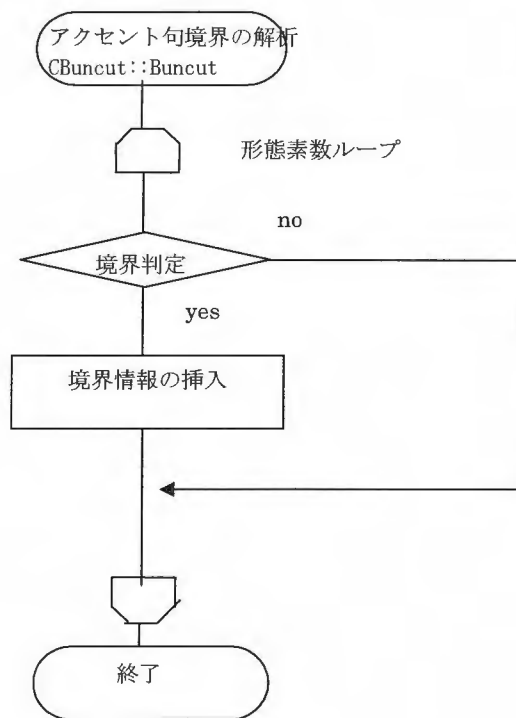 アクセント句境界の解析
CBuncut::Buncut
形態素数ループ
no
境界判定
yes
境界情報の挿入
終了